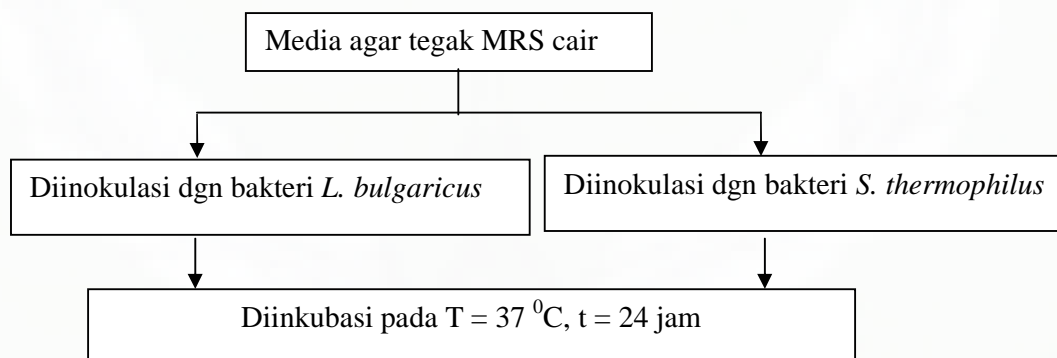 Media agar tegak MRS cair
Diinokulasi dgn bakteri L. bulgaricus
Diinokulasi dgn bakteri S. thermophilus
Diinkubasi pada T = 37 ⁰C, t = 24 jam